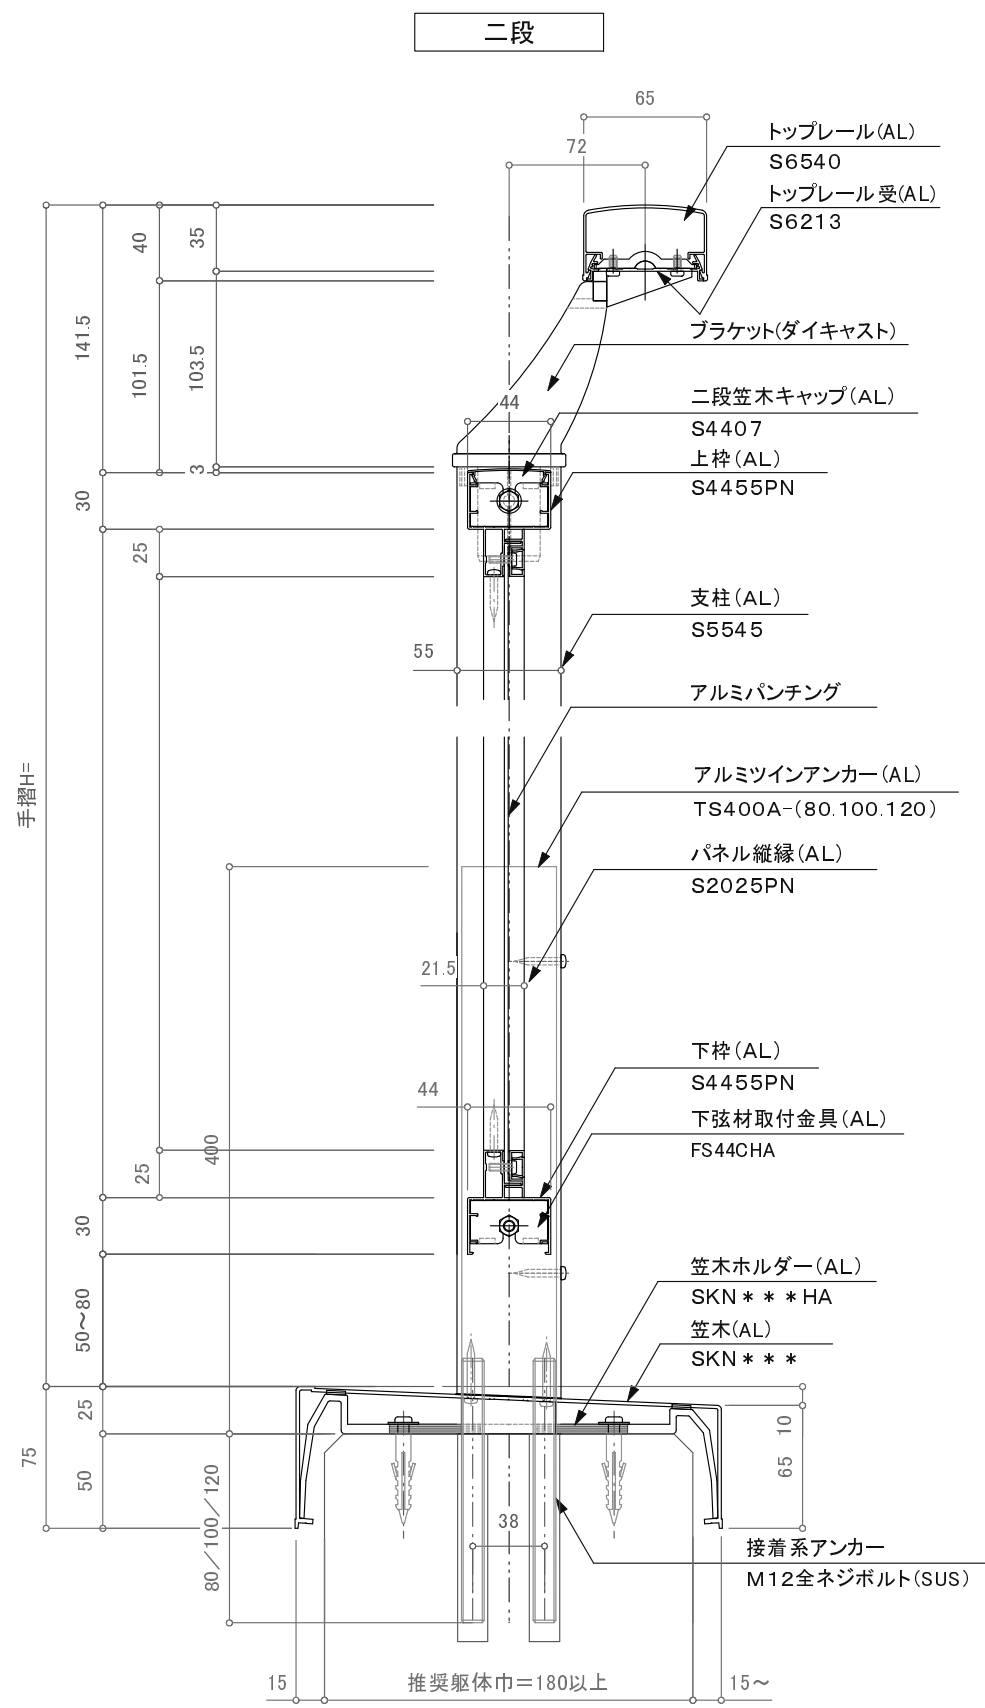 二段
65
72
トップレール(AL)
S6540
トップレール受(AL)
S6213
40
35
141.5
101.5
103.5
ブラケット(ダイキャスト)
44
二段笠木キャップ(AL)
S4407
上枠(AL)
S4455PN
3
30
25
支柱(AL)
S5545
55
アルミパンチング
手摺H=
アルミツインアンカー(AL)
TS400A-(80.100.120)
パネル縦縁(AL)
S2025PN
21.5
下枠(AL)
S4455PN
44
下弦材取付金具(AL)
FS44CHA
400
25
30
笠木ホルダー(AL)
SKN＊＊＊HA
50～80
笠木(AL)
SKN＊＊＊
25
10
75
50
65
80/100/120
38
接着系アンカー
M12全ネジボルト(SUS)
15
推奨躯体巾=180以上
15～